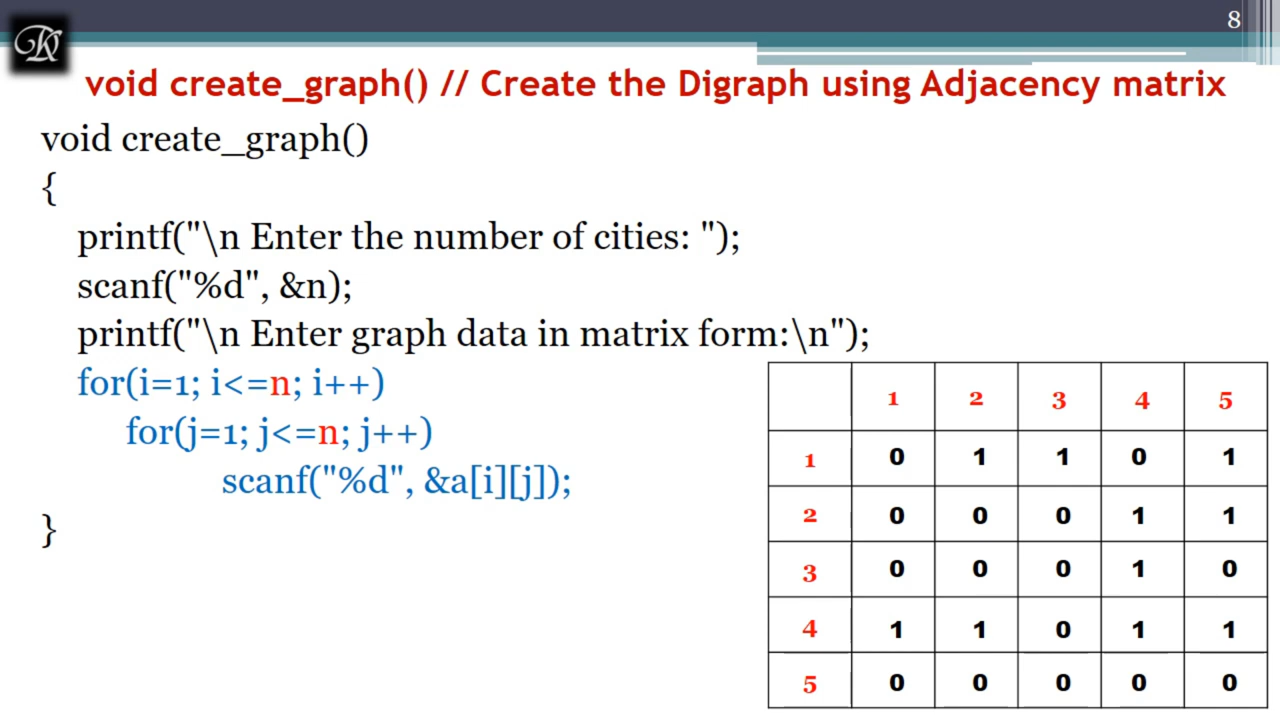 8
void create_graph() // Create the Digraph using Adjacency matrix
void create_graph()
{
printf("\n Enter the number of cities: ");
scanf("%d", &n);
printf("\n Enter graph data in matrix form:\n");
for(i=1; i<=n; i++)
for(j=1; j<=n; j++)
scanf("%d", &a[i][j]);
}
1 2 3 4 5
1 0 1 1 0 1
2 0 0 0 1 1
3 0 0 0 1 0
4 1 1 0 1 1
5 0 0 0 0 0